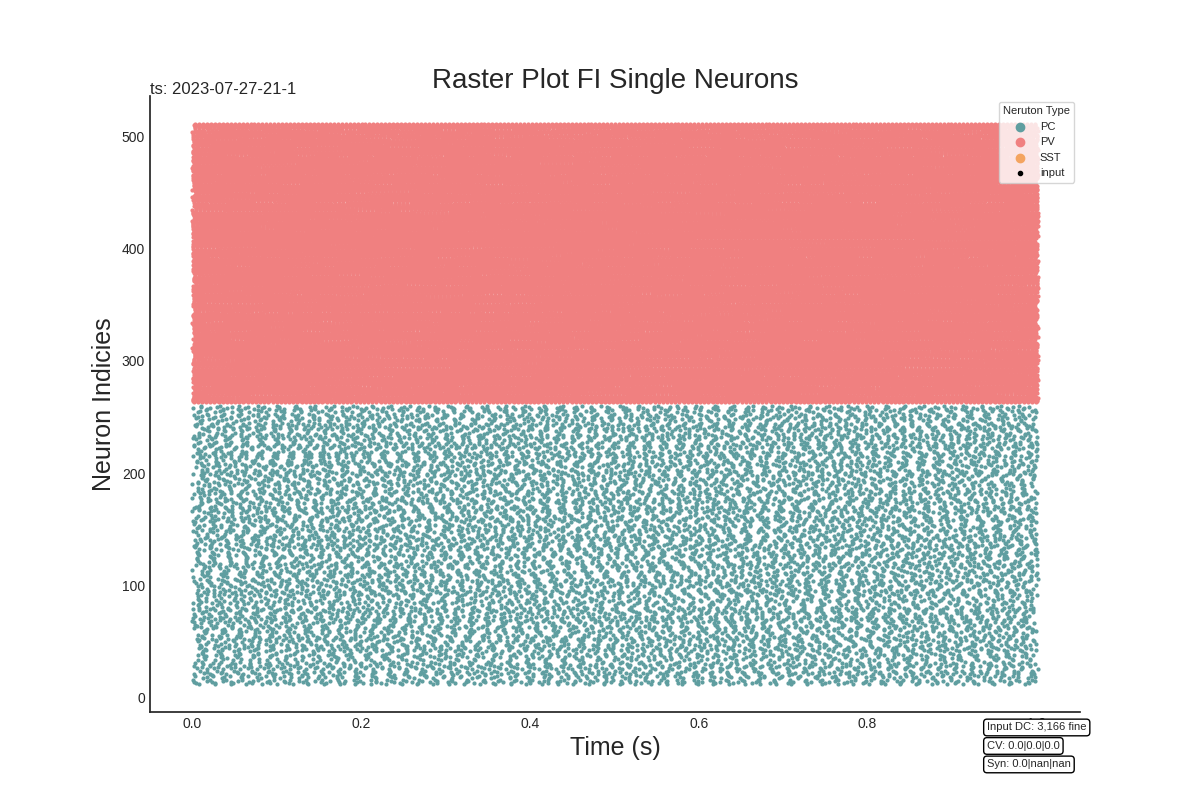 Raster Plot FI Single Neurons
ts: 2023-07-27-21-1
Neruton Type
PC
PV
SST
input
500
400
300
200
100
0
Neuron Indicies
0.0 0.2 0.4 0.6 0.8
Time (s)
Input DC: 3,166 fine
CV: 0.0|0.0|0.0
Syn: 0.0|nan|nan